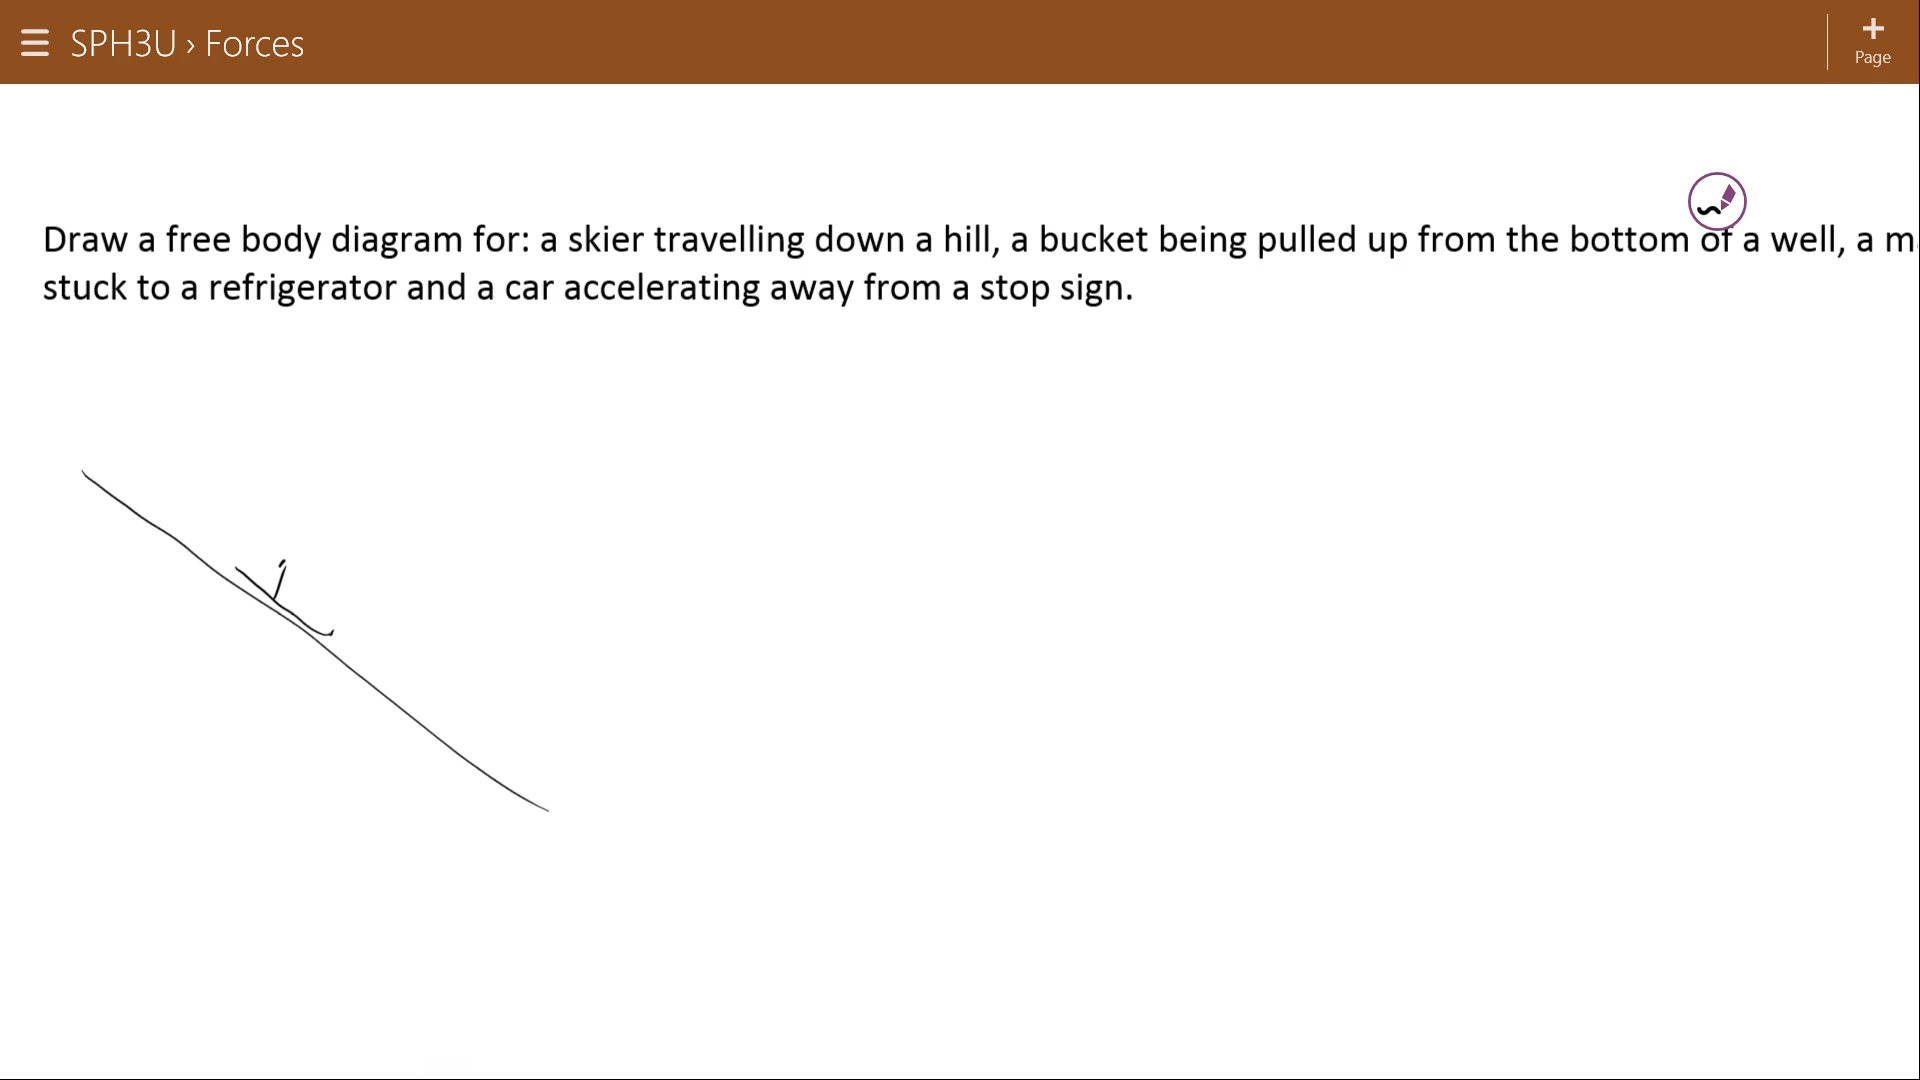 SPH3U › Forces
Page
Draw a free body diagram for: a skier travelling down a hill, a bucket being pulled up from the bottom of a well, a m
stuck to a refrigerator and a car accelerating away from a stop sign.